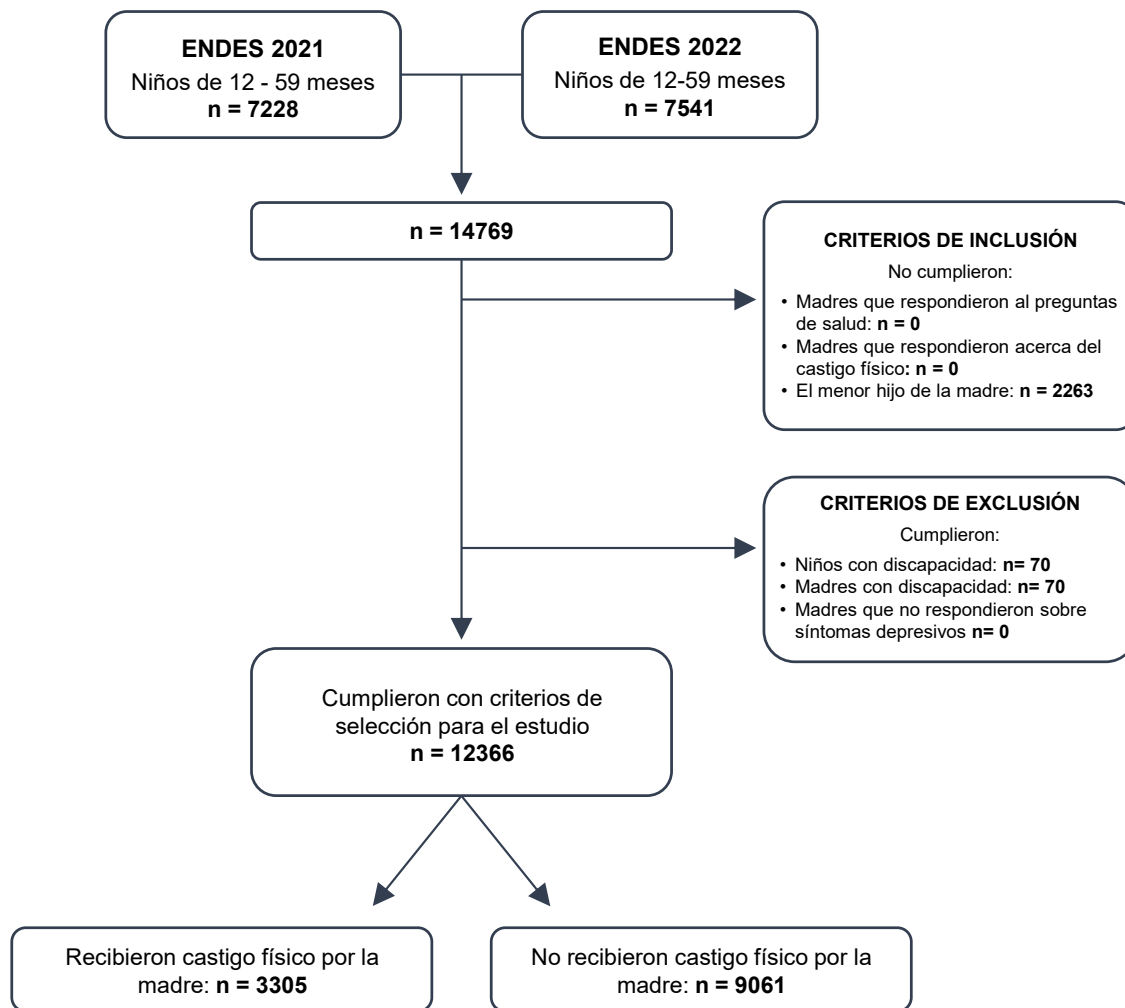 ENDES 2021
Niños de 12 - 59 meses
n = 7228
ENDES 2022
Niños de 12-59 meses
n = 7541
n = 14769
CRITERIOS DE INCLUSIÓN
No cumplieron:
• Madres que respondieron al preguntas
de salud: n = 0
• Madres que respondieron acerca del
castigo físico: n = 0
• El menor hijo de la madre: n = 2263
CRITERIOS DE EXCLUSIÓN
Cumplieron:
• Niños con discapacidad: n= 70
• Madres con discapacidad: n= 70
• Madres que no respondieron sobre
síntomas depresivos n= 0
Cumplieron con criterios de
selección para el estudio
n = 12366
Recibieron castigo físico por la
madre: n = 3305
No recibieron castigo físico por la
madre: n = 9061